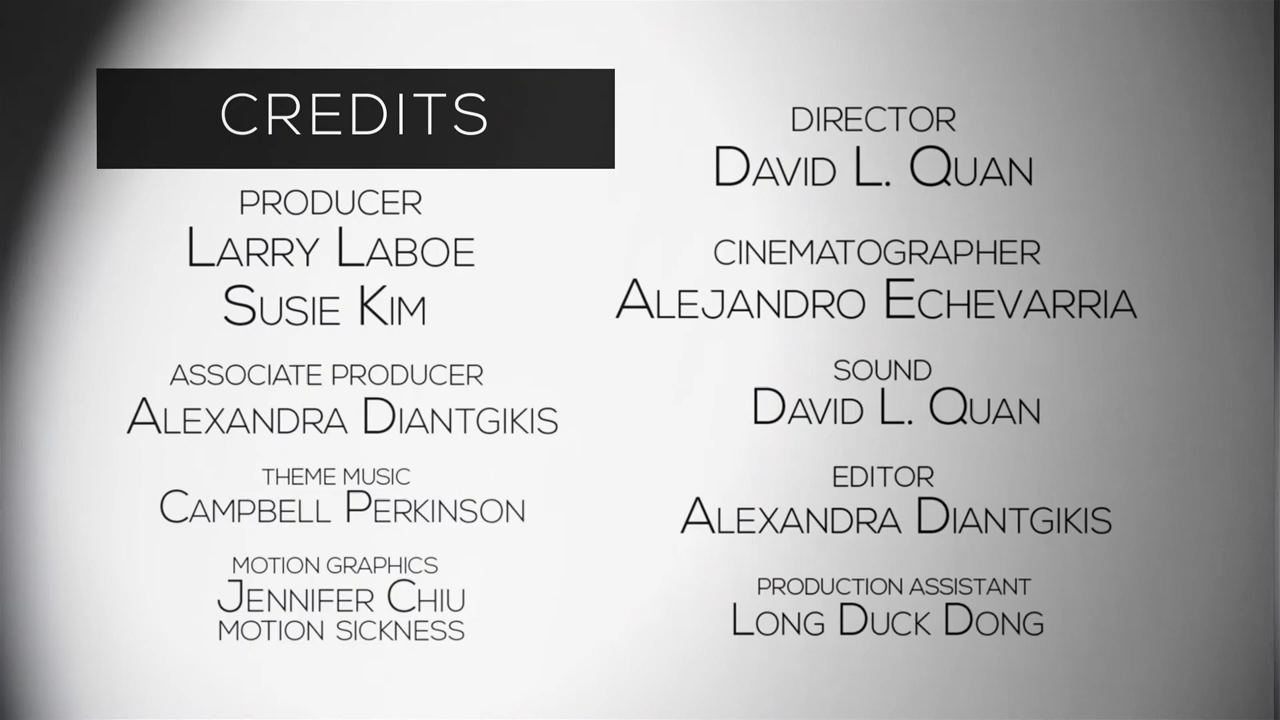 CREDITS
PRODUCER
LARRY LABOE
SUSIE KIM
ASSOCIATE PRODUCER
ALEXANDRA DIANTGIKIS
THEME MUSIC
CAMPBELL PERKINSON
MOTION GRAPHICS
JENNIFER CHIU
MOTION SICKNESS
DIRECTOR
DAVID L. QUAN
CINEMATOGRAPHER
ALEJANDRO ECHEVARRIA
SOUND
DAVID L. QUAN
EDITOR
ALEXANDRA DIANTGIKIS
PRODUCTION ASSISTANT
LONG DUCK DONG